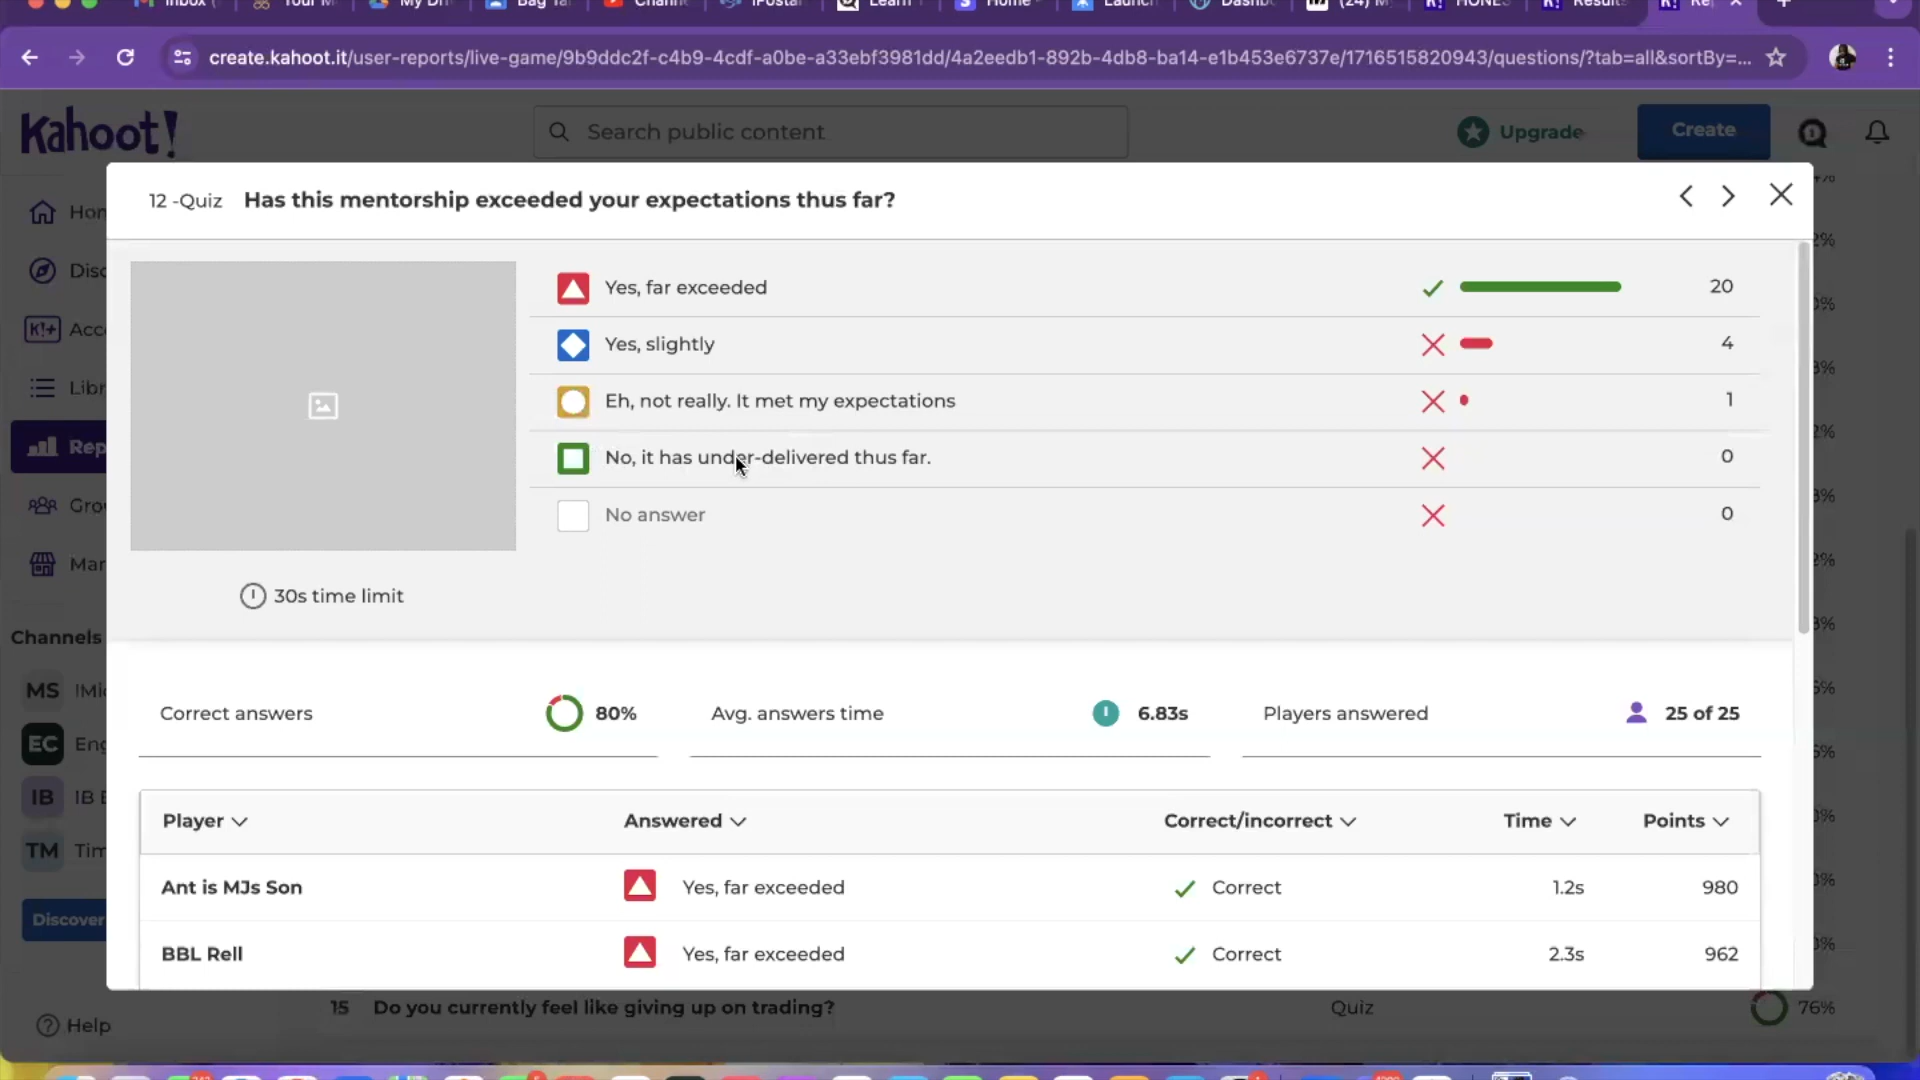 create.kahoot.it/user-reports/live-game/9b9ddc2f-c4b9-4cdf-a0be-a33ebf3981dd/4a2eedb1-892b-4db8-ba14-e1b453e6737e/1716515820943/questions/?tab=all&sortBy=...
Kahoot!
Search public content
Upgrade
Create
12 -Quiz Has this mentorship exceeded your expectations thus far?
Yes, far exceeded 20
Yes, slightly 4
Eh, not really. It met my expectations 1
No, it has under-delivered thus far. 0
No answer 0
30s time limit
Channels
MS
EC
IB
TM
Discover
Correct answers 80%
Avg. answers time 6.83s
Players answered 25 of 25
Player Answered Correct/incorrect Time Points
Ant is MJs Son Yes, far exceeded Correct 1.2s 980
BBL Rell Yes, far exceeded Correct 2.3s 962
15 Do you currently feel like giving up on trading? Quiz 76%
Help